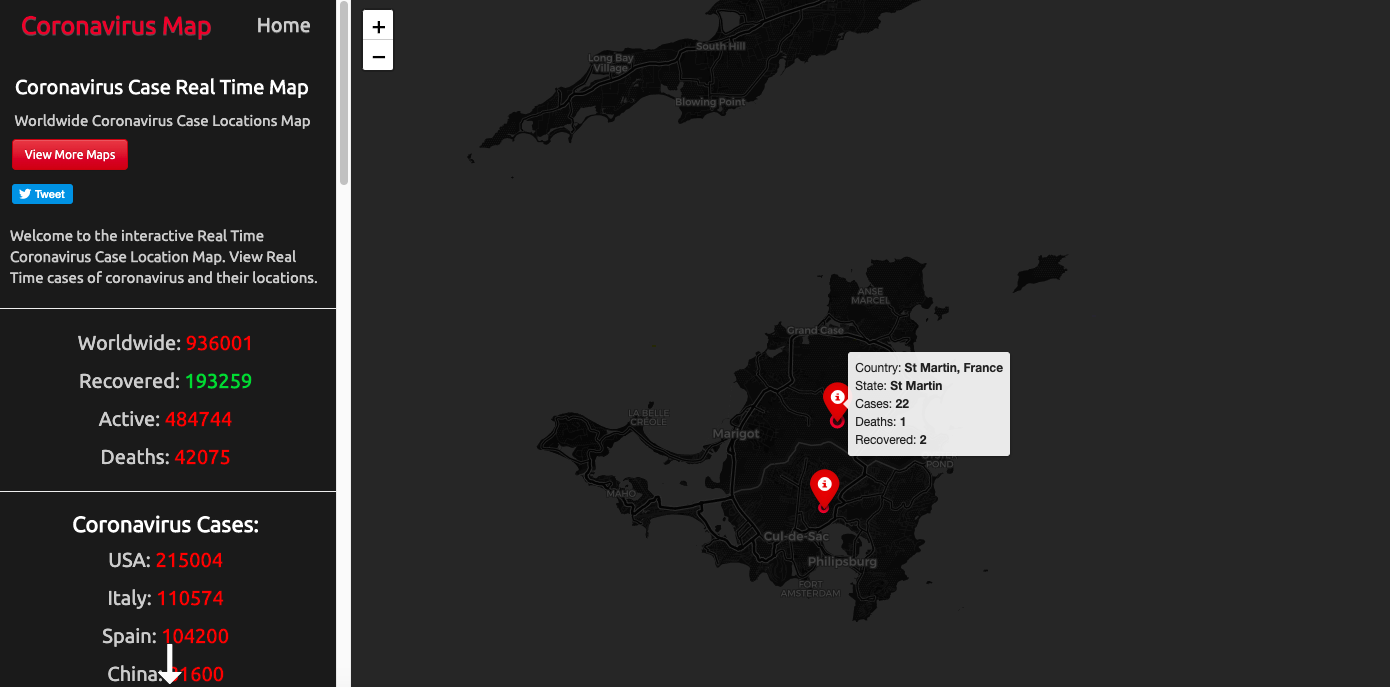 Coronavirus Map
Home
Coronavirus Case Real Time Map
Worldwide Coronavirus Case Locations Map
View More Maps
Tweet
Welcome to the interactive Real Time
Coronavirus Case Location Map. View Real
Time cases of coronavirus and their locations.
Worldwide: 936001
Recovered: 193259
Active: 484744
Deaths: 42075
Coronavirus Cases:
USA: 215004
Italy: 110574
Spain: 104200
China: 1600
+
−
South Hill
Long Bay
Village
Blowing Point
ANSE
MARCEL
Grand Case
Country: St Martin, France
State: St Martin
Cases: 22
Deaths: 1
Recovered: 2
LA BELLE
CRÉOLE
Marigot
POND
MAHO
Cul-de-Sac
Philipsburg
FORT
AMSTERDAM